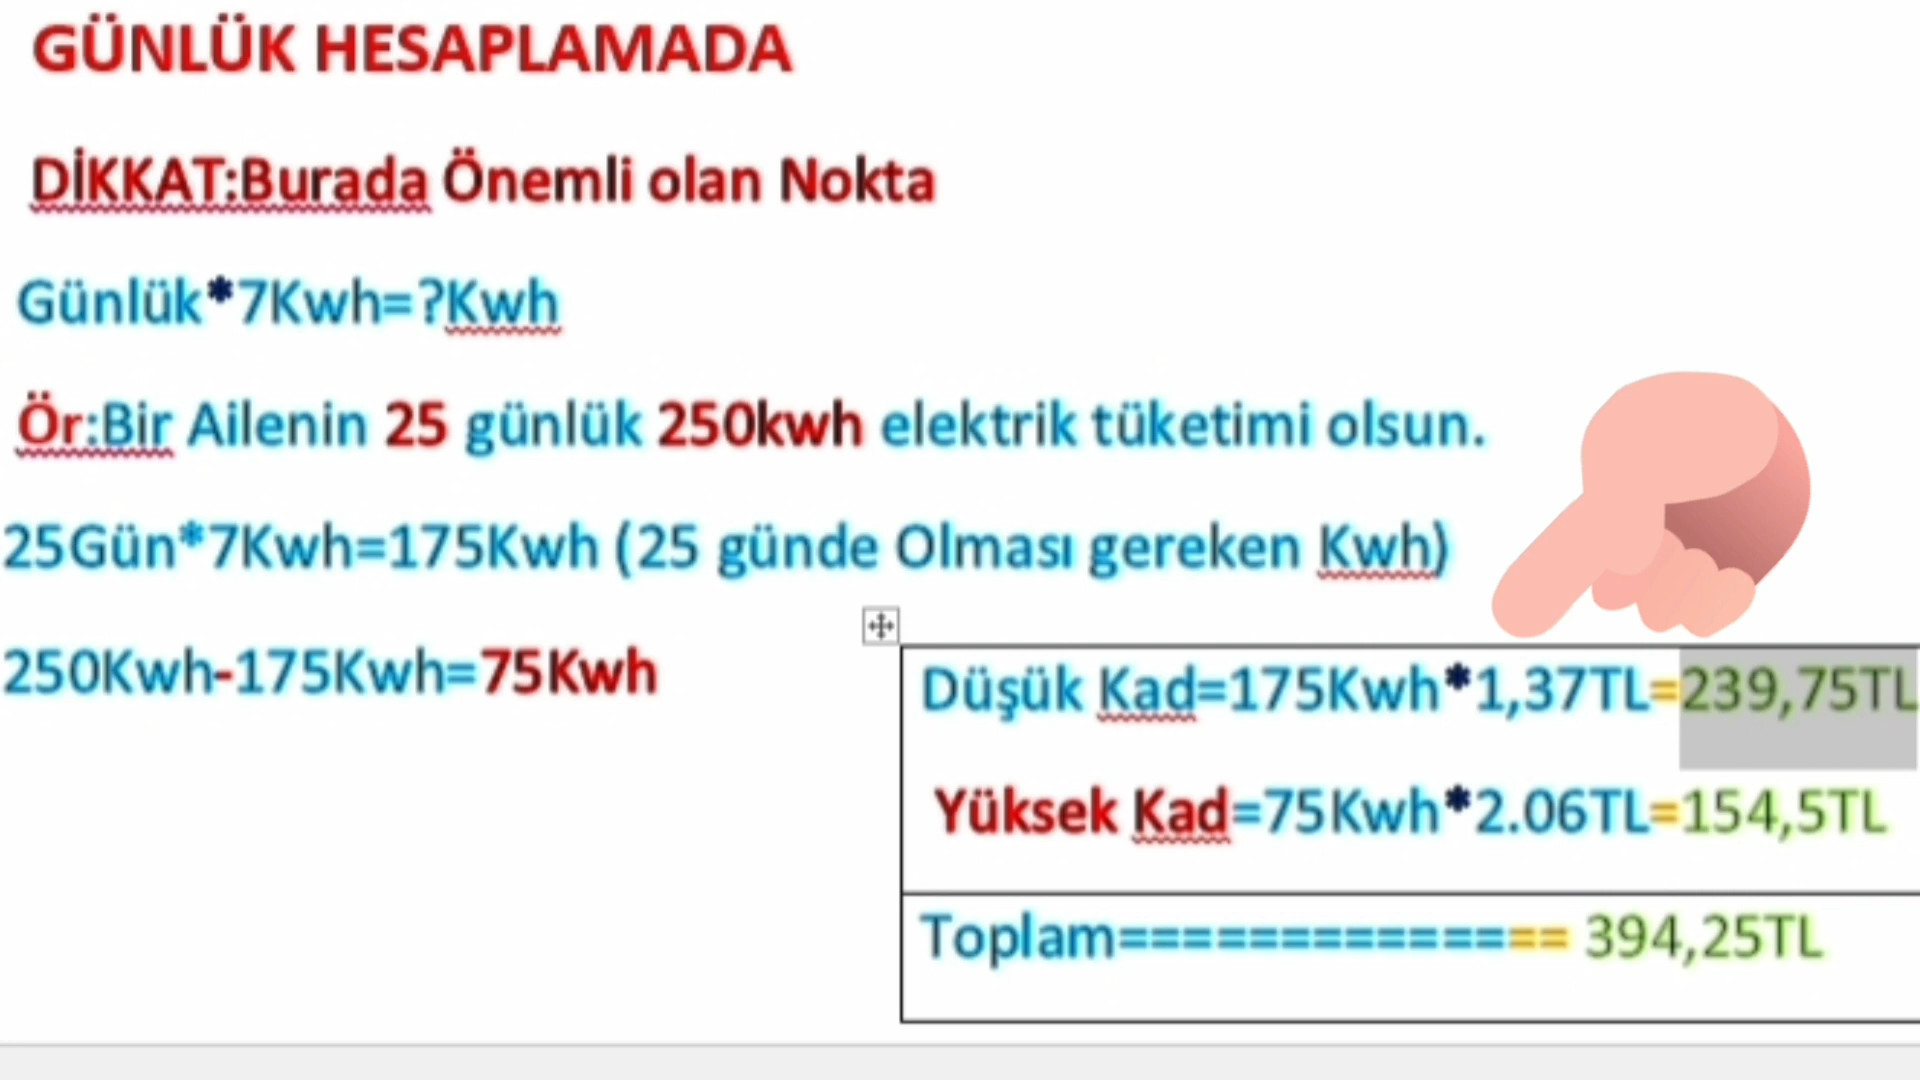 GÜNLÜK HESAPLAMADA
DİKKAT:Burada Önemli olan Nokta
Günlük*7Kwh=?Kwh
Ör:Bir Ailenin 25 günlük 250kwh elektrik tüketimi olsun.
25Gün*7Kwh=175Kwh (25 günde Olması gereken Kwh)
250Kwh-175Kwh=75Kwh
Düşük Kad=175Kwh*1,37TL=239,75TL
Yüksek Kad=75Kwh*2.06TL=154,5TL
Toplam============== 394,25TL